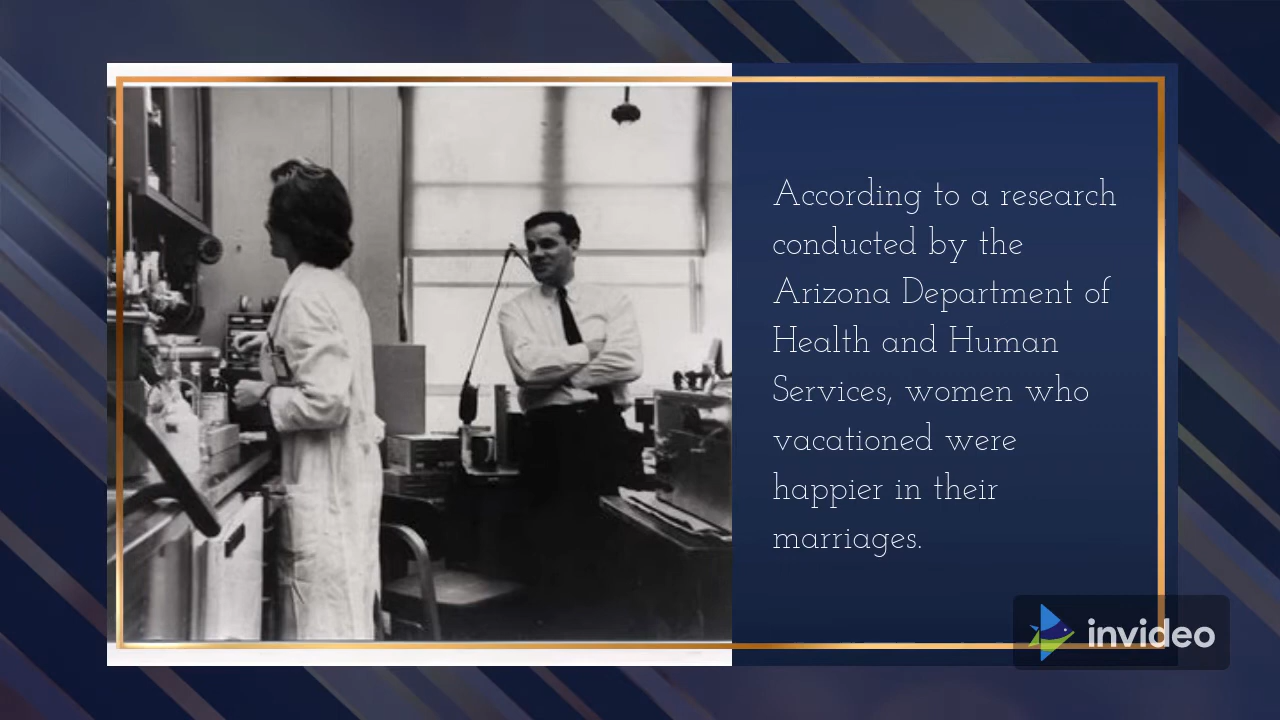 According to a research
conducted by the
Arizona Department of
Health and Human
Services, women who
vacationed were
happier in their
marriages.
invideo